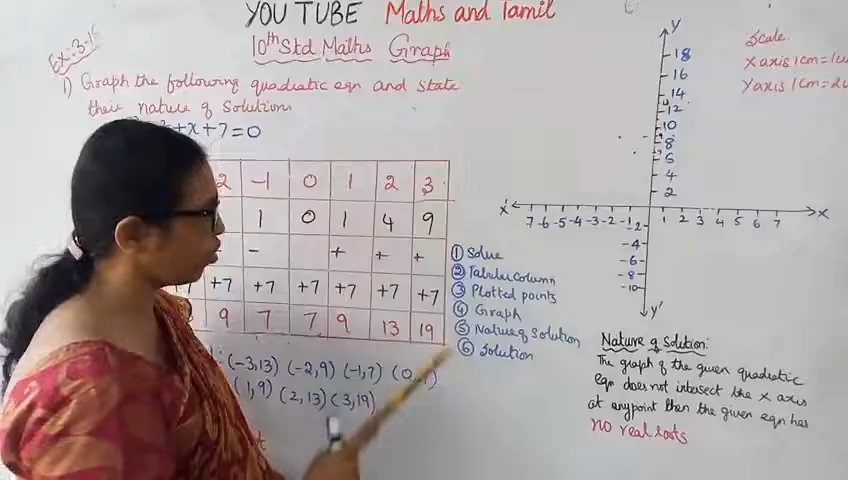 YOU TUBE Maths and Tamil
Ex:3.15
10th Std Maths Graph
1) Graph the following quadratic eqn and state
their nature of solutions
+x+7=0
2 -1 0 1 2 3
1 0 1 4 9
- + + +
+7 +7 +7 +7 +7 +7
9 7 7 9 13 19
: (-3,13) (-2,9) (-1,7) (0,7)
(1,9) (2,13) (3,19)
① Solve
② Tabular column
③ Plotted points
④ Graph
⑤ Nature of Solution
⑥ Solution
Y
18
16
14
12
10
8
6
4
2
X' 7 -6 -5 -4 -3 -2 -1 1 2 3 4 5 6 7 X
-2
-4
-6
-8
-10
Y'
Scale:
X axis 1cm=1
Y axis 1cm=2
Nature of Solution:
The graph of the given quadratic
eqn does not intersect the X axis
at any point then the given eqn has
no real roots